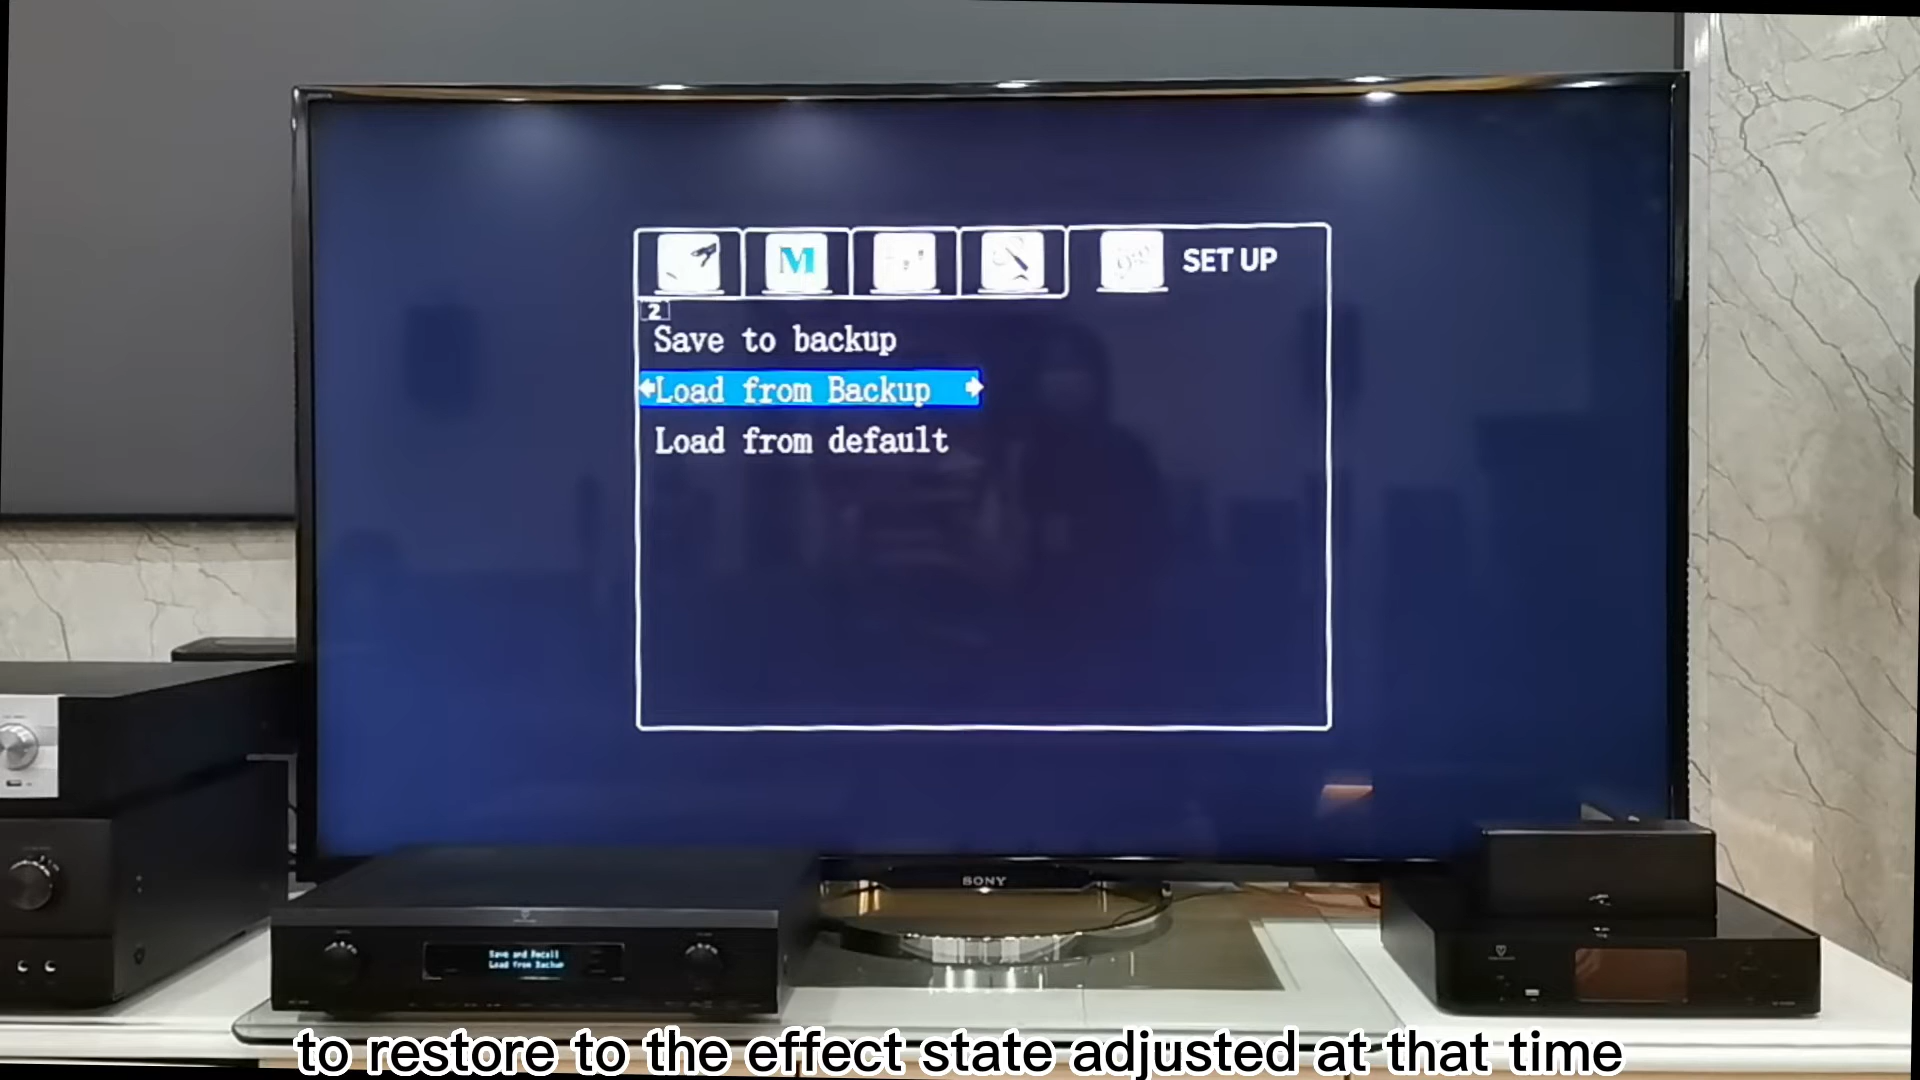 M
SET UP
2
Save to backup
Load from Backup
Load from default
SONY
Save and Recall
Load from Backup
to restore to the effect state adjusted at that time